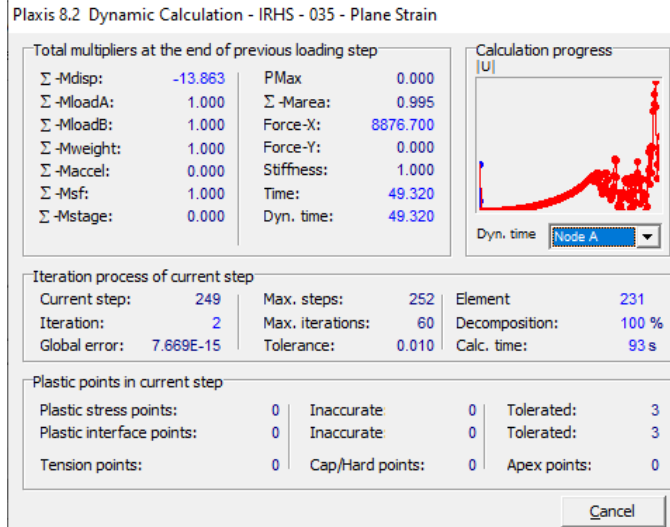 Plaxis 8.2 Dynamic Calculation - IRHS - 035 - Plane Strain
Total multipliers at the end of previous loading step
Σ -Mdisp: -13.863 PMax 0.000
Σ -MloadA: 1.000 Σ -Marea: 0.995
Σ -MloadB: 1.000 Force-X: 8876.700
Σ -Mweight: 1.000 Force-Y: 0.000
Σ -Maccel: 0.000 Stiffness: 1.000
Σ -Msf: 1.000 Time: 49.320
Σ -Mstage: 0.000 Dyn. time: 49.320
Calculation progress
|U|
Dyn. time Node A
Iteration process of current step
Current step: 249 Max. steps: 252 Element 231
Iteration: 2 Max. iterations: 60 Decomposition: 100 %
Global error: 7.669E-15 Tolerance: 0.010 Calc. time: 93 s
Plastic points in current step
Plastic stress points: 0 Inaccurate: 0 Tolerated: 3
Plastic interface points: 0 Inaccurate: 0 Tolerated: 3
Tension points: 0 Cap/Hard points: 0 Apex points: 0
Cancel